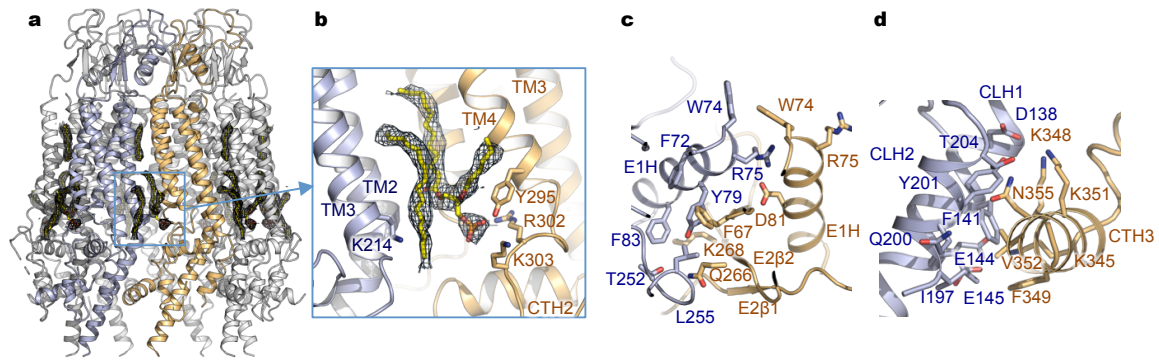 a
b
TM3
TM4
TM2
TM3
Y295
R302
K214
K303
CTH2
c
W74
W74
F72
R75
E1H
R75
Y79
D81
F67
F83
E1H
K268
E2β2
Q266
T252
E2β1
L255
d
CLH1
D138
T204
K348
CLH2
Y201
N355
K351
F141
CTH3
Q200
E144
V352
K345
I197
E145
F349